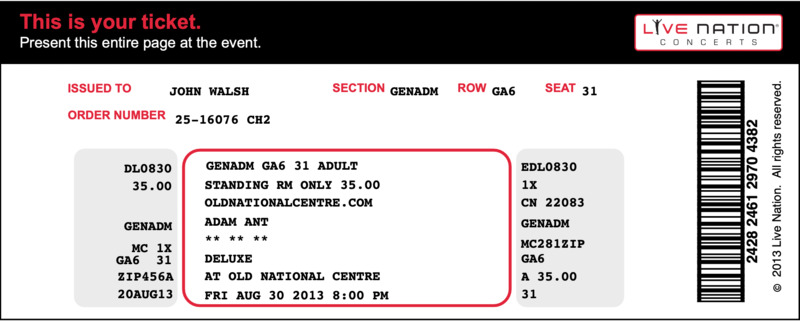 This is your ticket.
Present this entire page at the event.
LIVE NATION®
CONCERTS
ISSUED TO JOHN WALSH SECTION GENADM ROW GA6 SEAT 31
ORDER NUMBER 25-16076 CH2
DL0830
35.00
GENADM
MC 1X
GA6 31
ZIP456A
20AUG13
GENADM GA6 31 ADULT
STANDING RM ONLY 35.00
OLDNATIONALCENTRE.COM
ADAM ANT
** ** **
DELUXE
AT OLD NATIONAL CENTRE
FRI AUG 30 2013 8:00 PM
EDL0830
1X
CN 22083
GENADM
MC281ZIP
GA6
A 35.00
31
2428 2461 2970 4382
© 2013 Live Nation. All rights reserved.